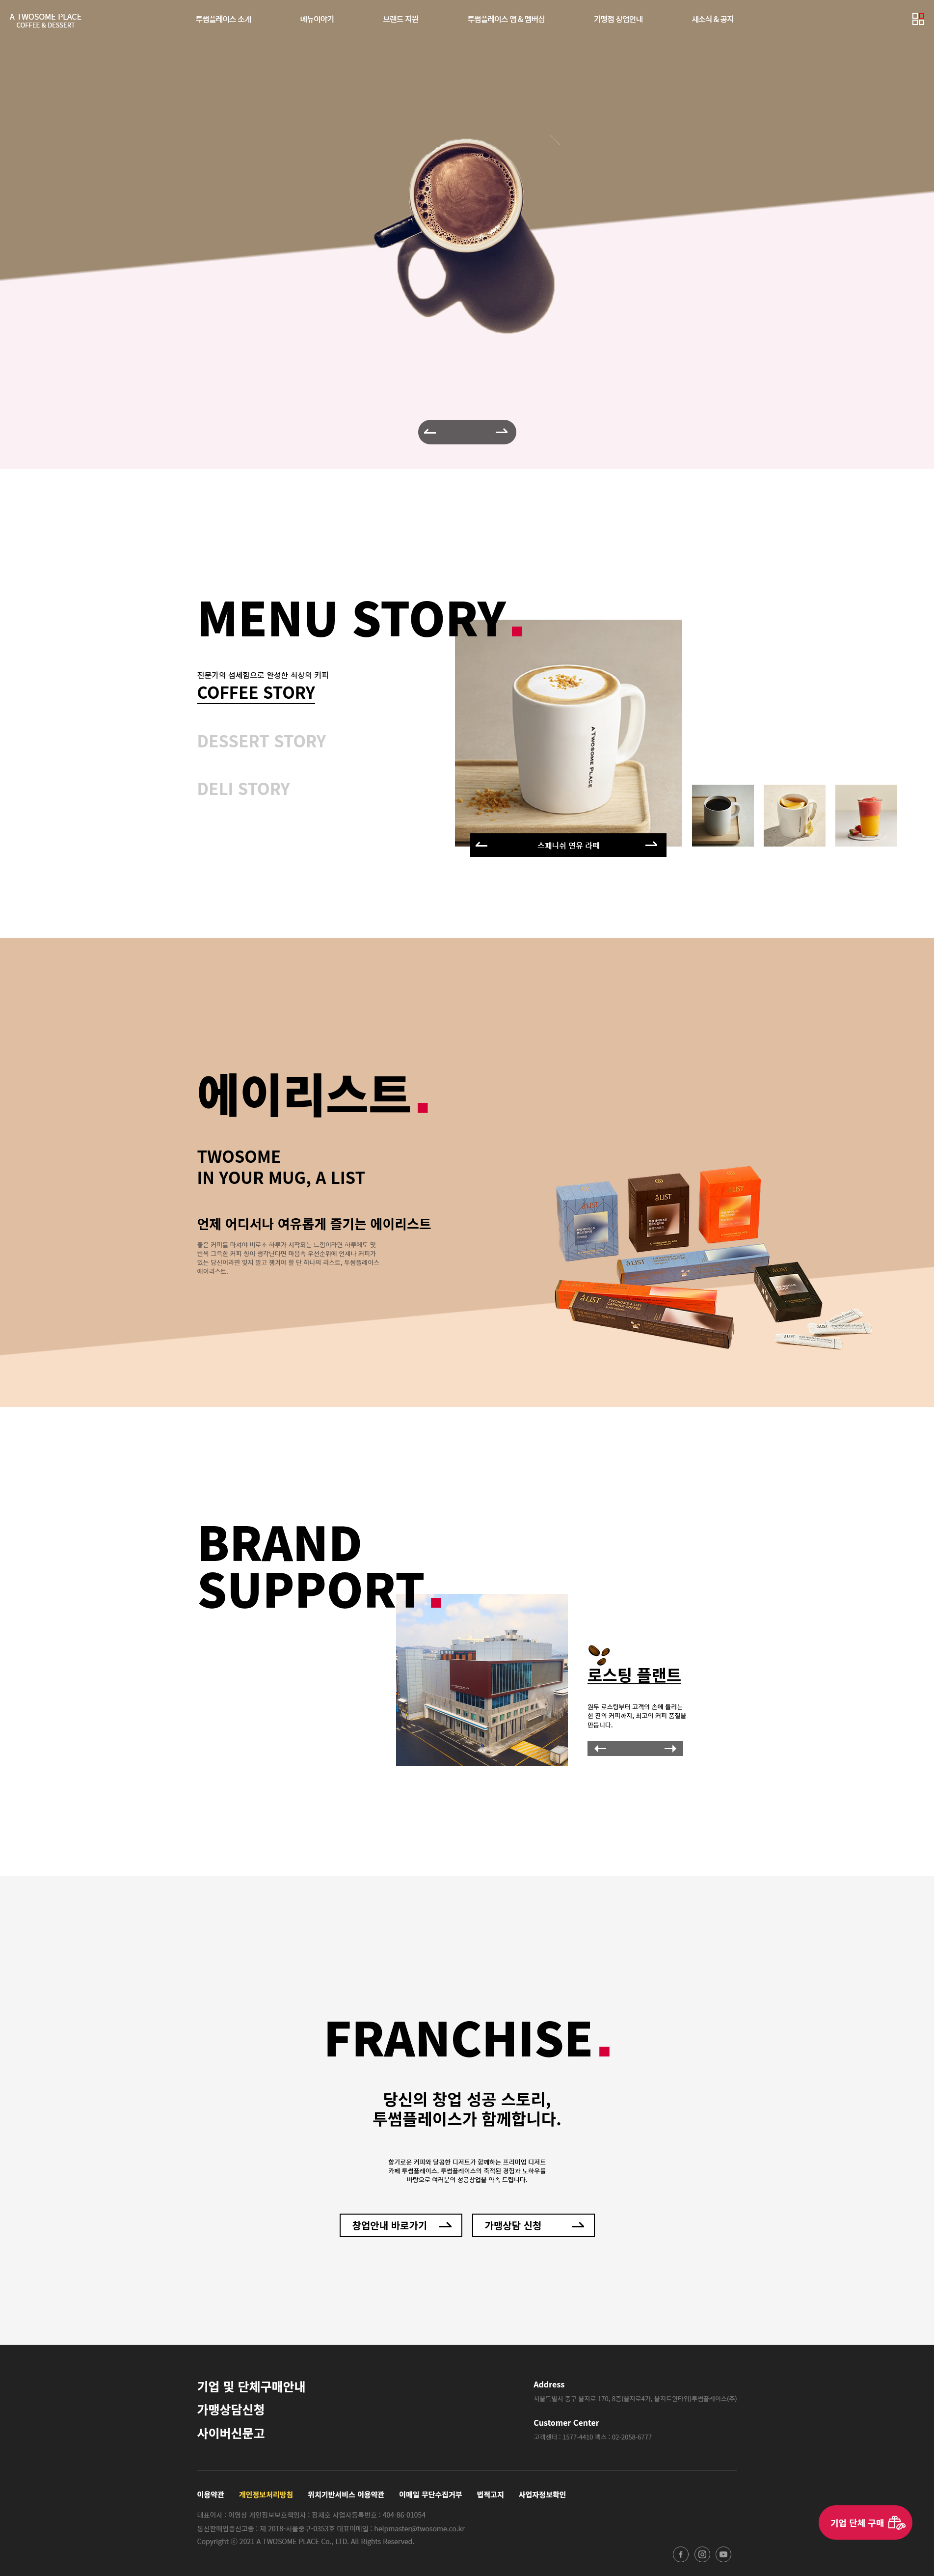 A TWOSOME PLACE
COFFEE & DESSERT
투썸플레이스 소개
메뉴이야기
브랜드 지원
투썸플레이스 앱 & 멤버십
가맹점 창업안내
새소식 & 공지
MENU STORY.
전문가의 섬세함으로 완성한 최상의 커피
COFFEE STORY
DESSERT STORY
DELI STORY
A TWOSOME PLACE
스페니쉬 연유 라떼
에이리스트.
TWOSOME
IN YOUR MUG, A LIST
언제 어디서나 여유롭게 즐기는 에이리스트
좋은 커피를 마셔야 비로소 하루가 시작되는 느낌이라면 하루에도 몇
번씩 그윽한 커피 향이 생각난다면 마음속 우선순위에 언제나 커피가
있는 당신이라면 잊지 말고 챙겨야 할 단 하나의 리스트, 투썸플레이스
에이리스트.
BRAND
SUPPORT.
로스팅 플랜트
원두 로스팅부터 고객의 손에 들리는
한 잔의 커피까지, 최고의 커피 품질을
만듭니다.
FRANCHISE.
당신의 창업 성공 스토리,
투썸플레이스가 함께합니다.
향기로운 커피와 달콤한 디저트가 함께하는 프리미엄 디저트
카페 투썸플레이스. 투썸플레이스의 축적된 경험과 노하우를
바탕으로 여러분의 성공창업을 약속 드립니다.
창업안내 바로가기
가맹상담 신청
기업 및 단체구매안내
가맹상담신청
사이버신문고
Address
서울특별시 중구 을지로 170, 8층(을지로4가, 을지트윈타워)투썸플레이스(주)
Customer Center
고객센터 : 1577-4410 팩스 : 02-2058-6777
이용약관
개인정보처리방침
위치기반서비스 이용약관
이메일 무단수집거부
법적고지
사업자정보확인
대표이사 : 이영상 개인정보보호책임자 : 장재호 사업자등록번호 : 404-86-01054
통신판매업종신고증 : 제 2018-서울중구-0353호 대표이메일 : helpmaster@twosome.co.kr
Copyright ⓒ 2021 A TWOSOME PLACE Co., LTD. All Rights Reserved.
기업 단체 구매